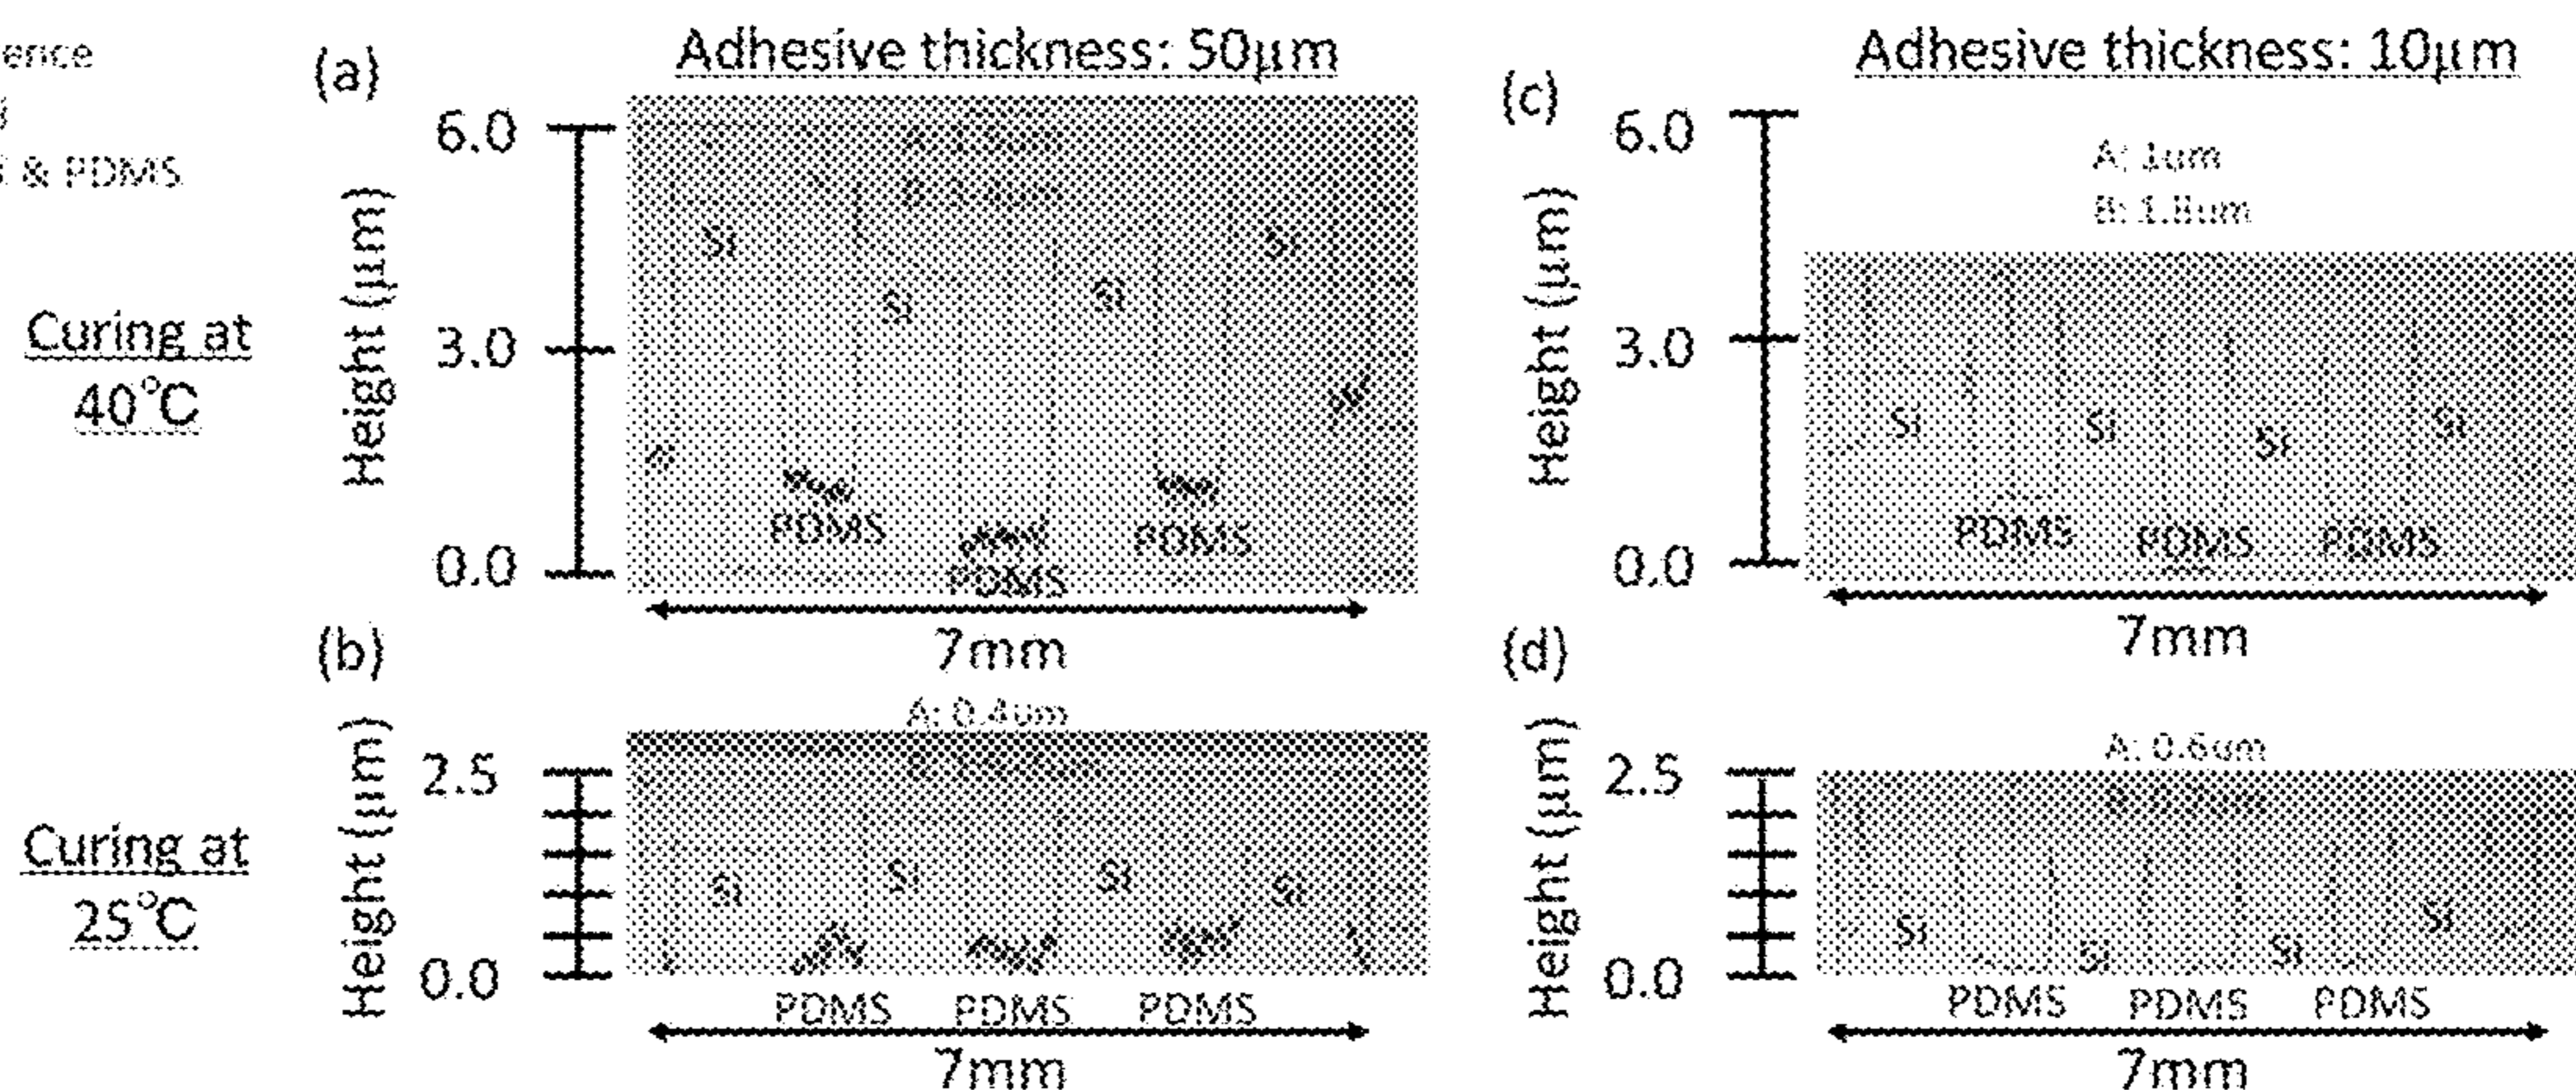 ence
& PDMS
Curing at
40°C
Curing at
25°C
Adhesive thickness: 50μm
(a)
Height (μm)
6.0
3.0
0.0
Si
Si
Si
Si
PDMS
PDMS
PDMS
7mm
(b)
A: 0.4um
Height (μm)
2.5
0.0
Si
Si
Si
Si
PDMS
PDMS
PDMS
7mm
Adhesive thickness: 10μm
(c)
Height (μm)
6.0
3.0
0.0
A: 1um
B: 1.8um
Si
Si
Si
Si
PDMS
PDMS
PDMS
7mm
(d)
A: 0.6um
Height (μm)
2.5
0.0
Si
Si
Si
Si
PDMS
PDMS
PDMS
7mm